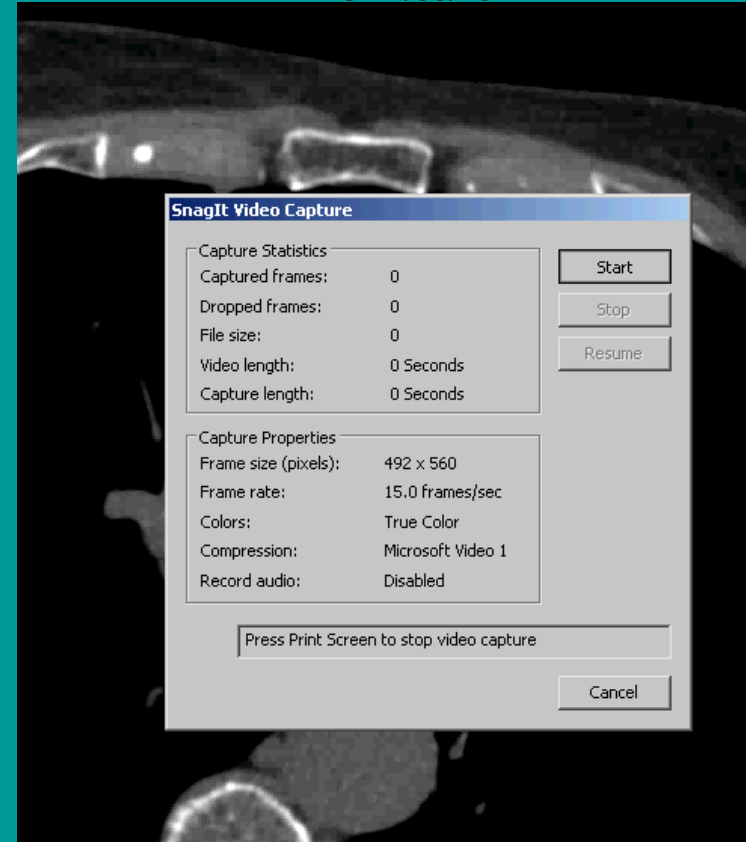 SnagIt Video Capture
Capture Statistics
Captured frames: 0
Dropped frames: 0
File size: 0
Video length: 0 Seconds
Capture length: 0 Seconds
Start
Stop
Resume
Capture Properties
Frame size (pixels): 492 x 560
Frame rate: 15.0 frames/sec
Colors: True Color
Compression: Microsoft Video 1
Record audio: Disabled
Press Print Screen to stop video capture
Cancel